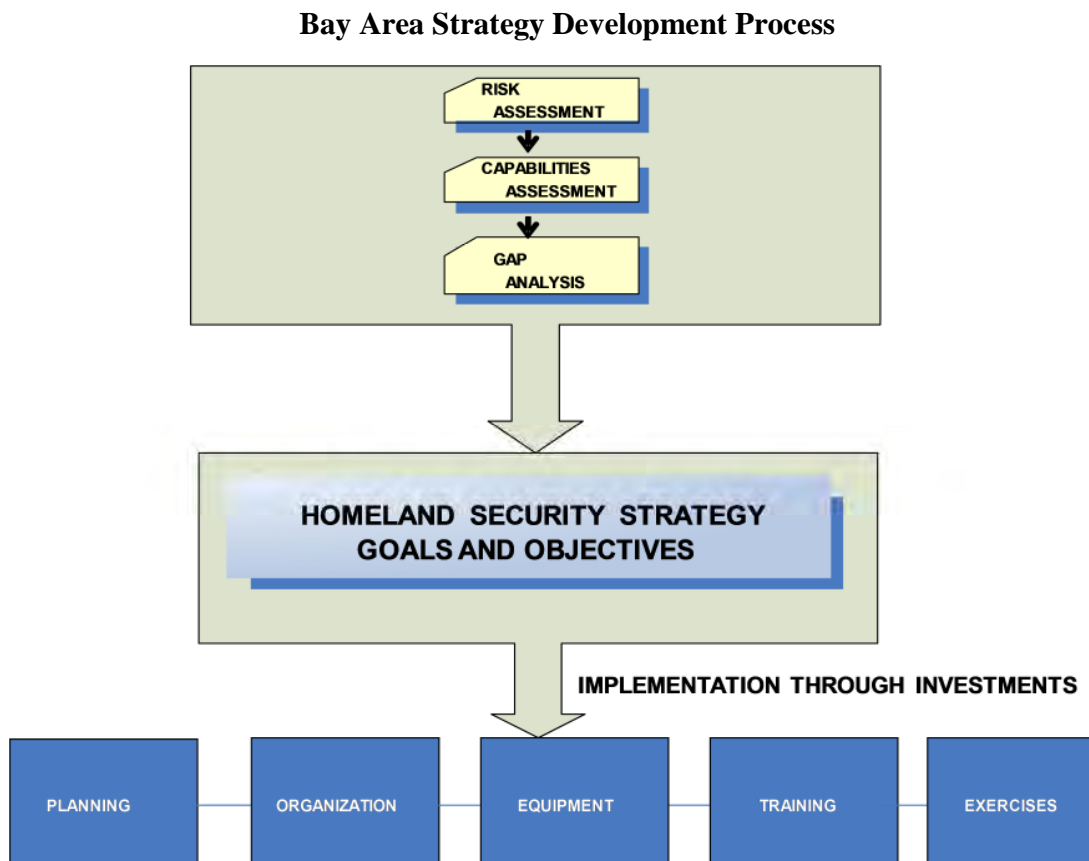 Bay Area Strategy Development Process
RISK
ASSESSMENT
CAPABILITIES
ASSESSMENT
GAP
ANALYSIS
HOMELAND SECURITY STRATEGY
GOALS AND OBJECTIVES
IMPLEMENTATION THROUGH INVESTMENTS
PLANNING
ORGANIZATION
EQUIPMENT
TRAINING
EXERCISES